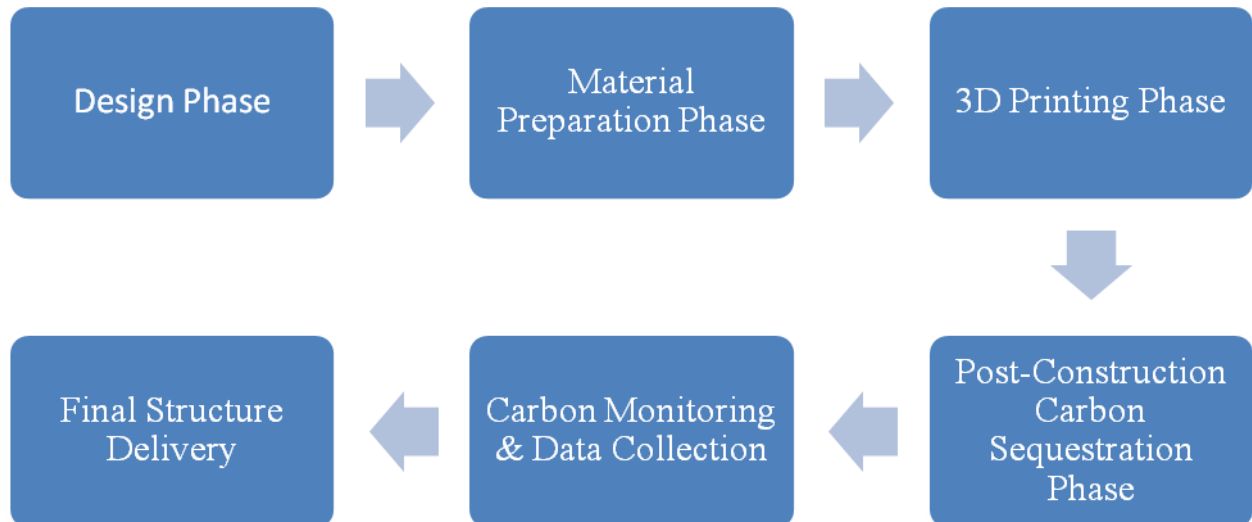 Design Phase
Material
Preparation Phase
3D Printing Phase
Post-Construction
Carbon
Sequestration
Phase
Carbon Monitoring
& Data Collection
Final Structure
Delivery